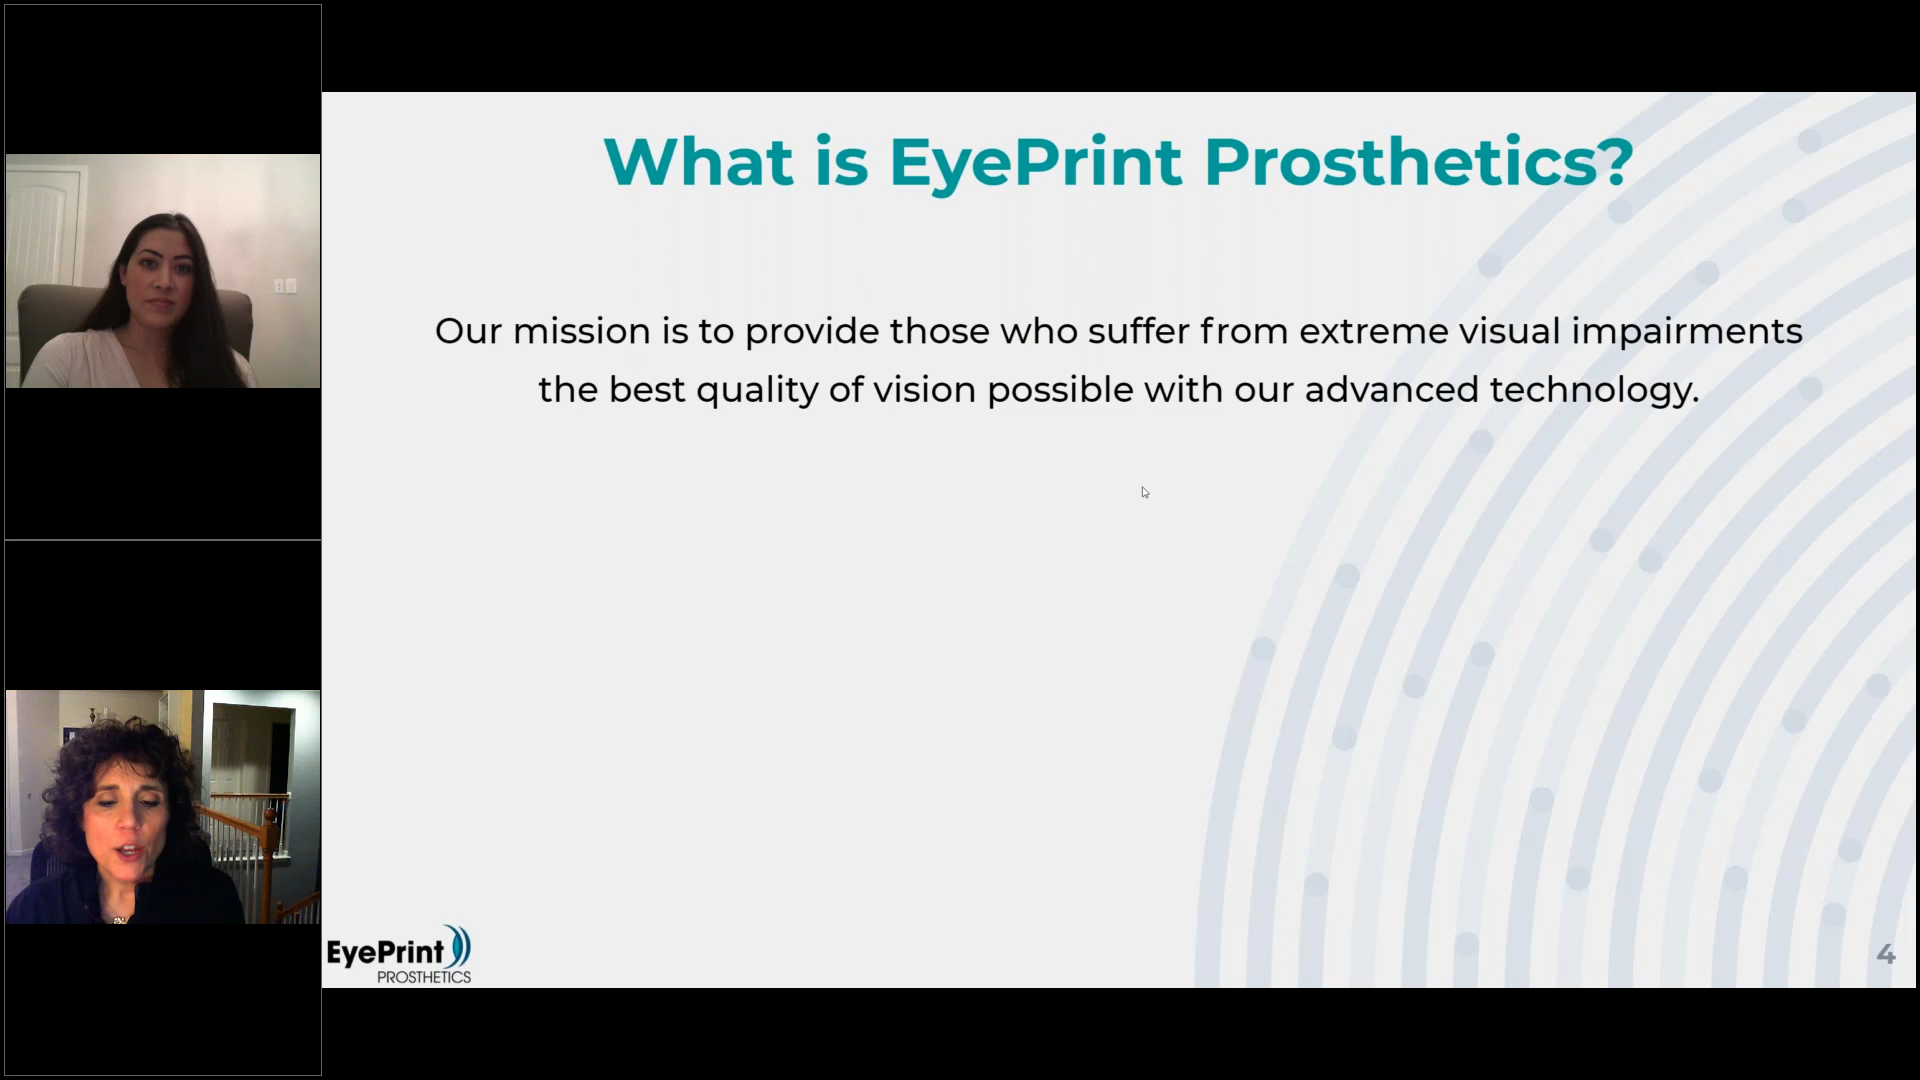 What is EyePrint Prosthetics?
Our mission is to provide those who suffer from extreme visual impairments
the best quality of vision possible with our advanced technology.
EyePrint
PROSTHETICS
4